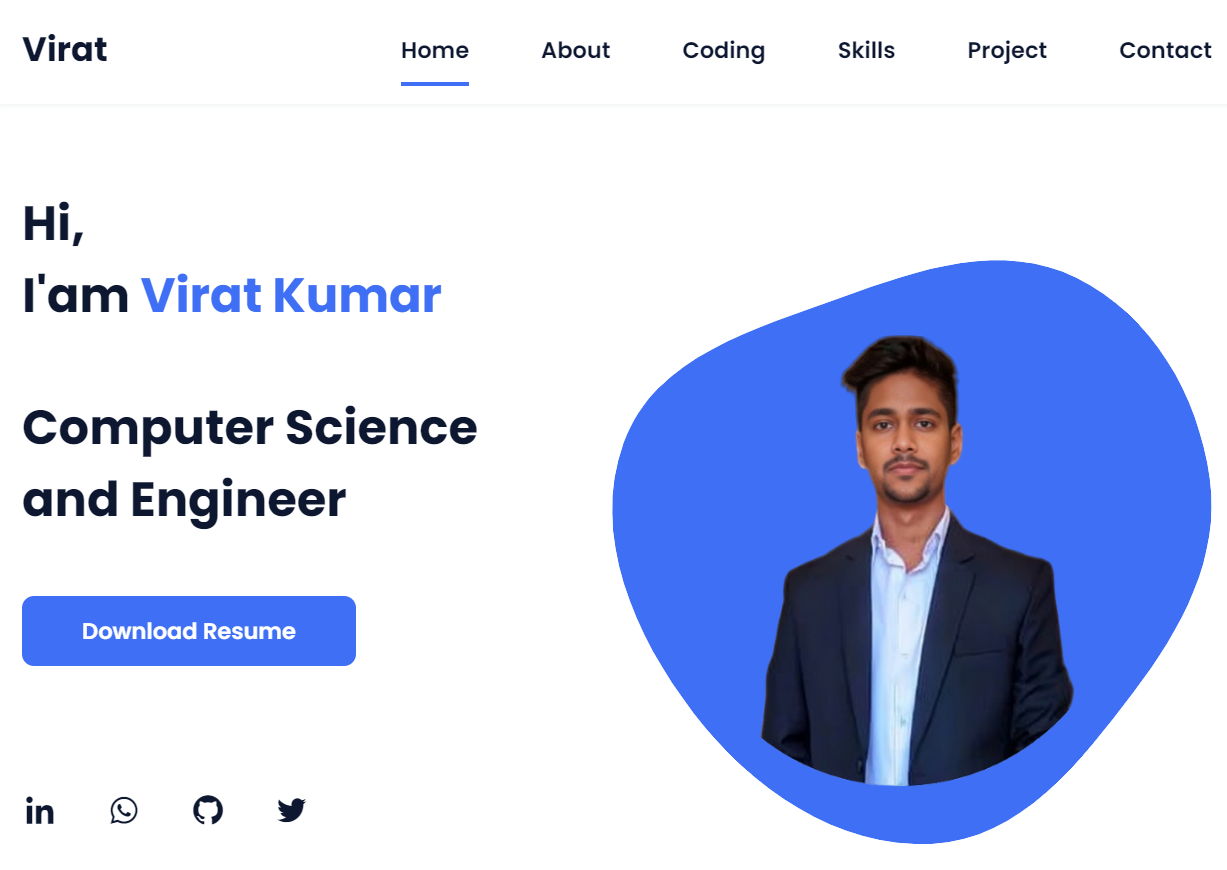 Virat
Home About Coding Skills Project Contact
Hi,
I'am Virat Kumar
Computer Science
and Engineer
Download Resume
in